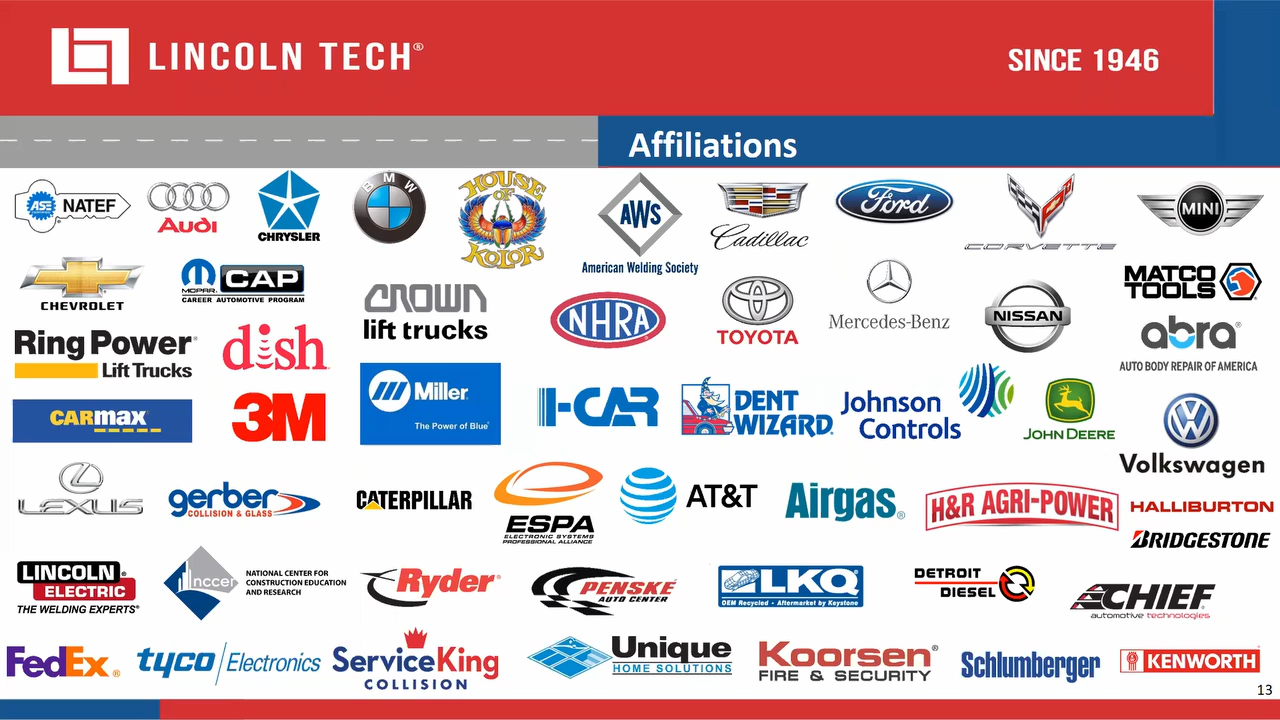 LINCOLN TECH®
SINCE 1946
Affiliations
ASE NATEF
Audi
CHRYSLER
BMW
HOUSE
OF
KOLOR
AWS
American Welding Society
Cadillac
Ford
CORVETTE
MINI
CHEVROLET
MOPAR CAP
CAREER AUTOMOTIVE PROGRAM
CROWN
lift trucks
NHRA
TOYOTA
Mercedes-Benz
NISSAN
MATCO
TOOLS
Ring Power
Lift Trucks
dish
abra®
AUTO BODY REPAIR OF AMERICA
CARMAX
3M
Miller
The Power of Blue®
I-CAR
DENT
WIZARD
Johnson
Controls
JOHN DEERE
Volkswagen
LEXUS
gerber
COLLISION & GLASS
CATERPILLAR
ESPA
ELECTRONIC SYSTEMS
PROFESSIONAL ALLIANCE
AT&T
Airgas®
H&R AGRI-POWER
HALLIBURTON
BRIDGESTONE
LINCOLN®
ELECTRIC
THE WELDING EXPERTS®
nccer
NATIONAL CENTER FOR
CONSTRUCTION EDUCATION
AND RESEARCH
Ryder®
PENSKE
AUTO CENTER
LKQ®
OEM Recycled · Aftermarket by Keystone
DETROIT
DIESEL
CHIEF®
automotive technologies
FedEx®
tyco Electronics
ServiceKing
COLLISION
Unique
HOME SOLUTIONS
Koorsen®
FIRE & SECURITY
Schlumberger
KENWORTH
13